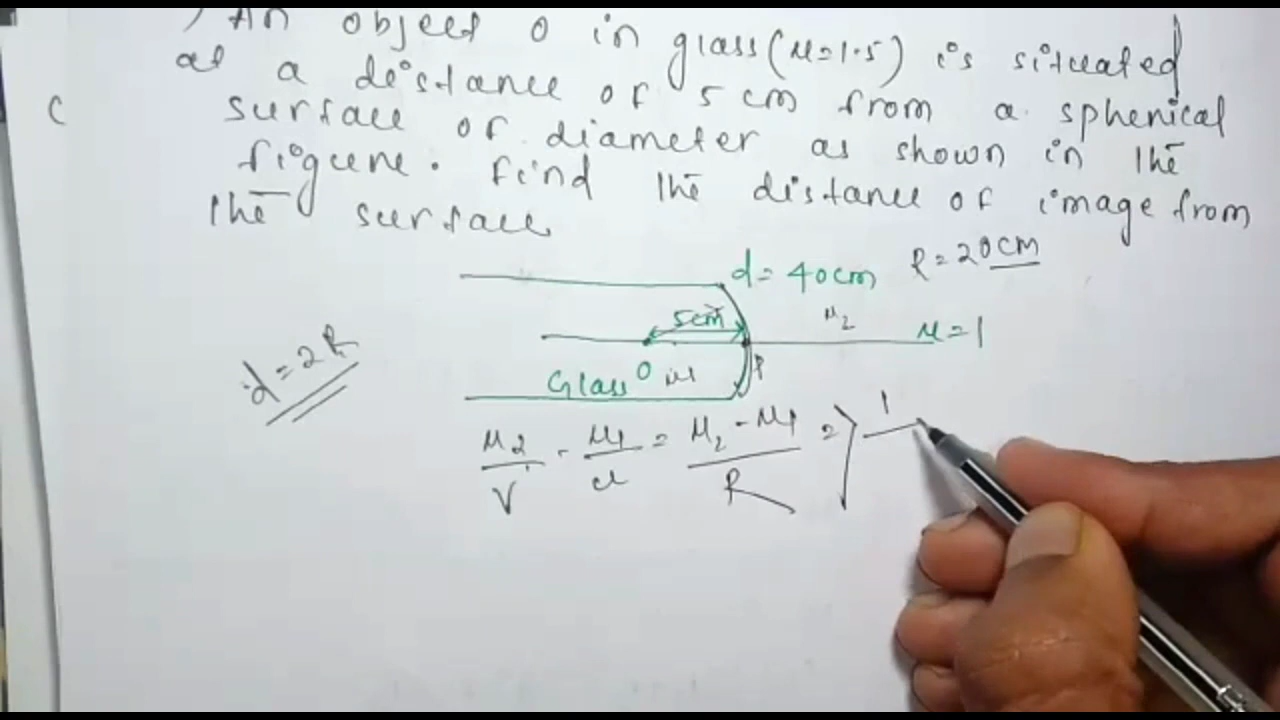 ) An object O in glass (μ=1.5) is situated
at a distance of 5 cm from a spherical
surface of diameter as shown in the
figure. Find the distance of image from
the surface
C
d = 40cm R = 20cm
5cm μ2 μ=1
Glass O μ1 P
d = 2R
μ2/V - μ1/u = μ2-μ1/R => 1